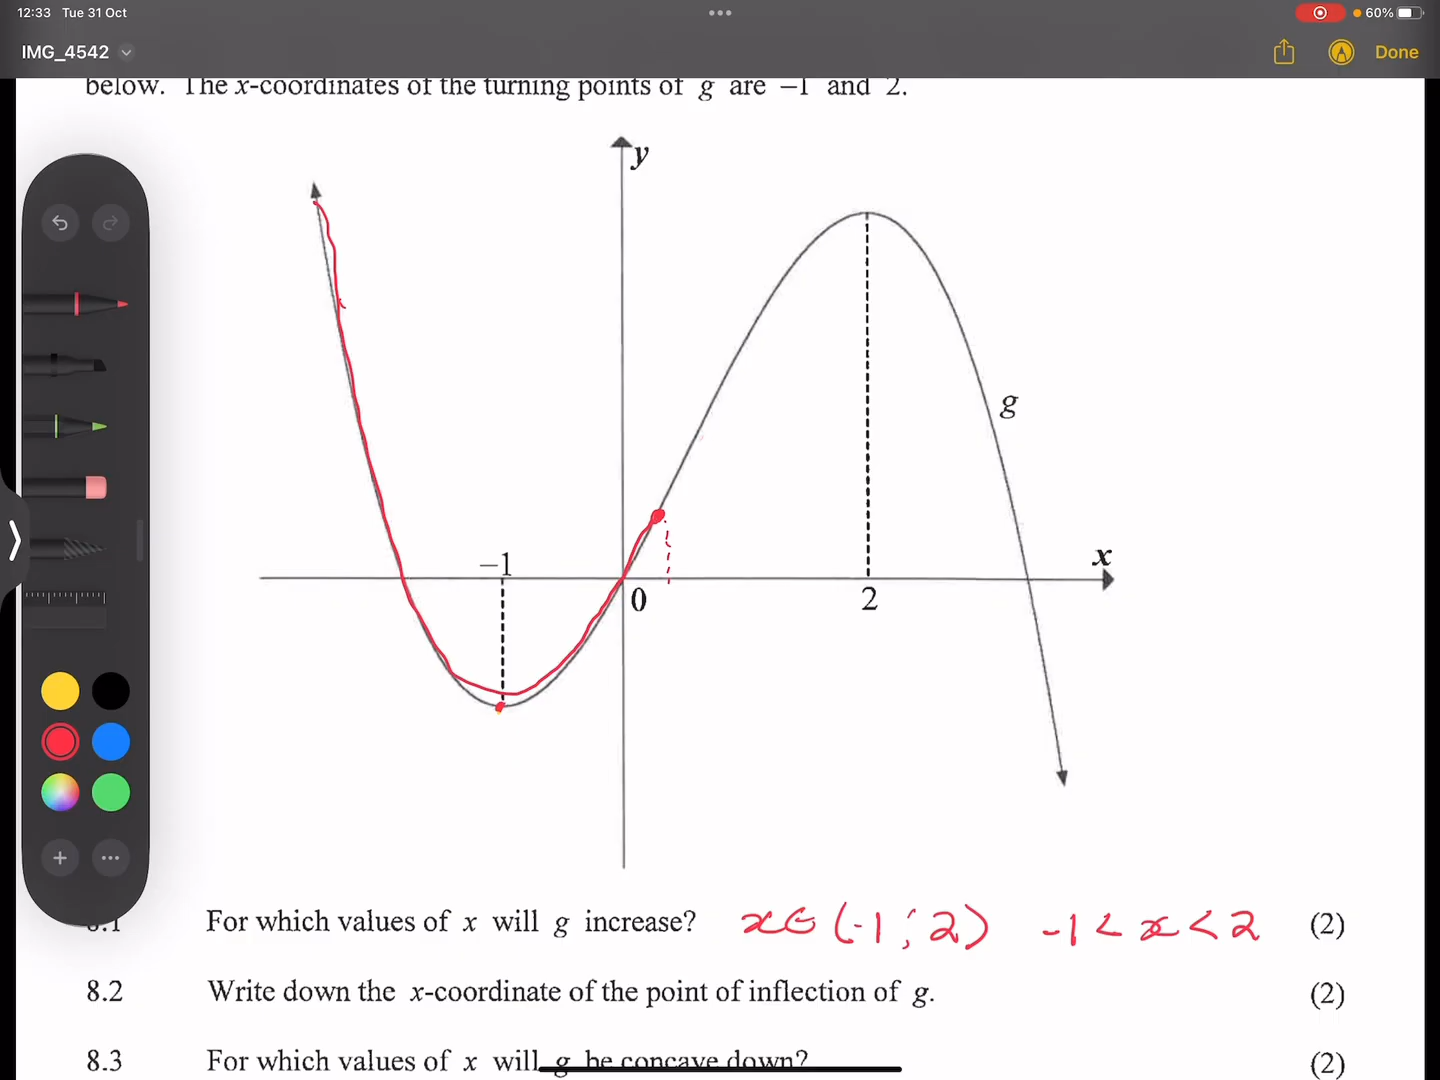 12:33 Tue 31 Oct
60%
IMG_4542
Done
below. The x-coordinates of the turning points of g are −1 and 2.
y
g
−1
x
0
2
8.1 For which values of x will g increase? x ∈ (-1 ; 2) -1 < x < 2 (2)
8.2 Write down the x-coordinate of the point of inflection of g. (2)
8.3 For which values of x will g be concave down? (2)